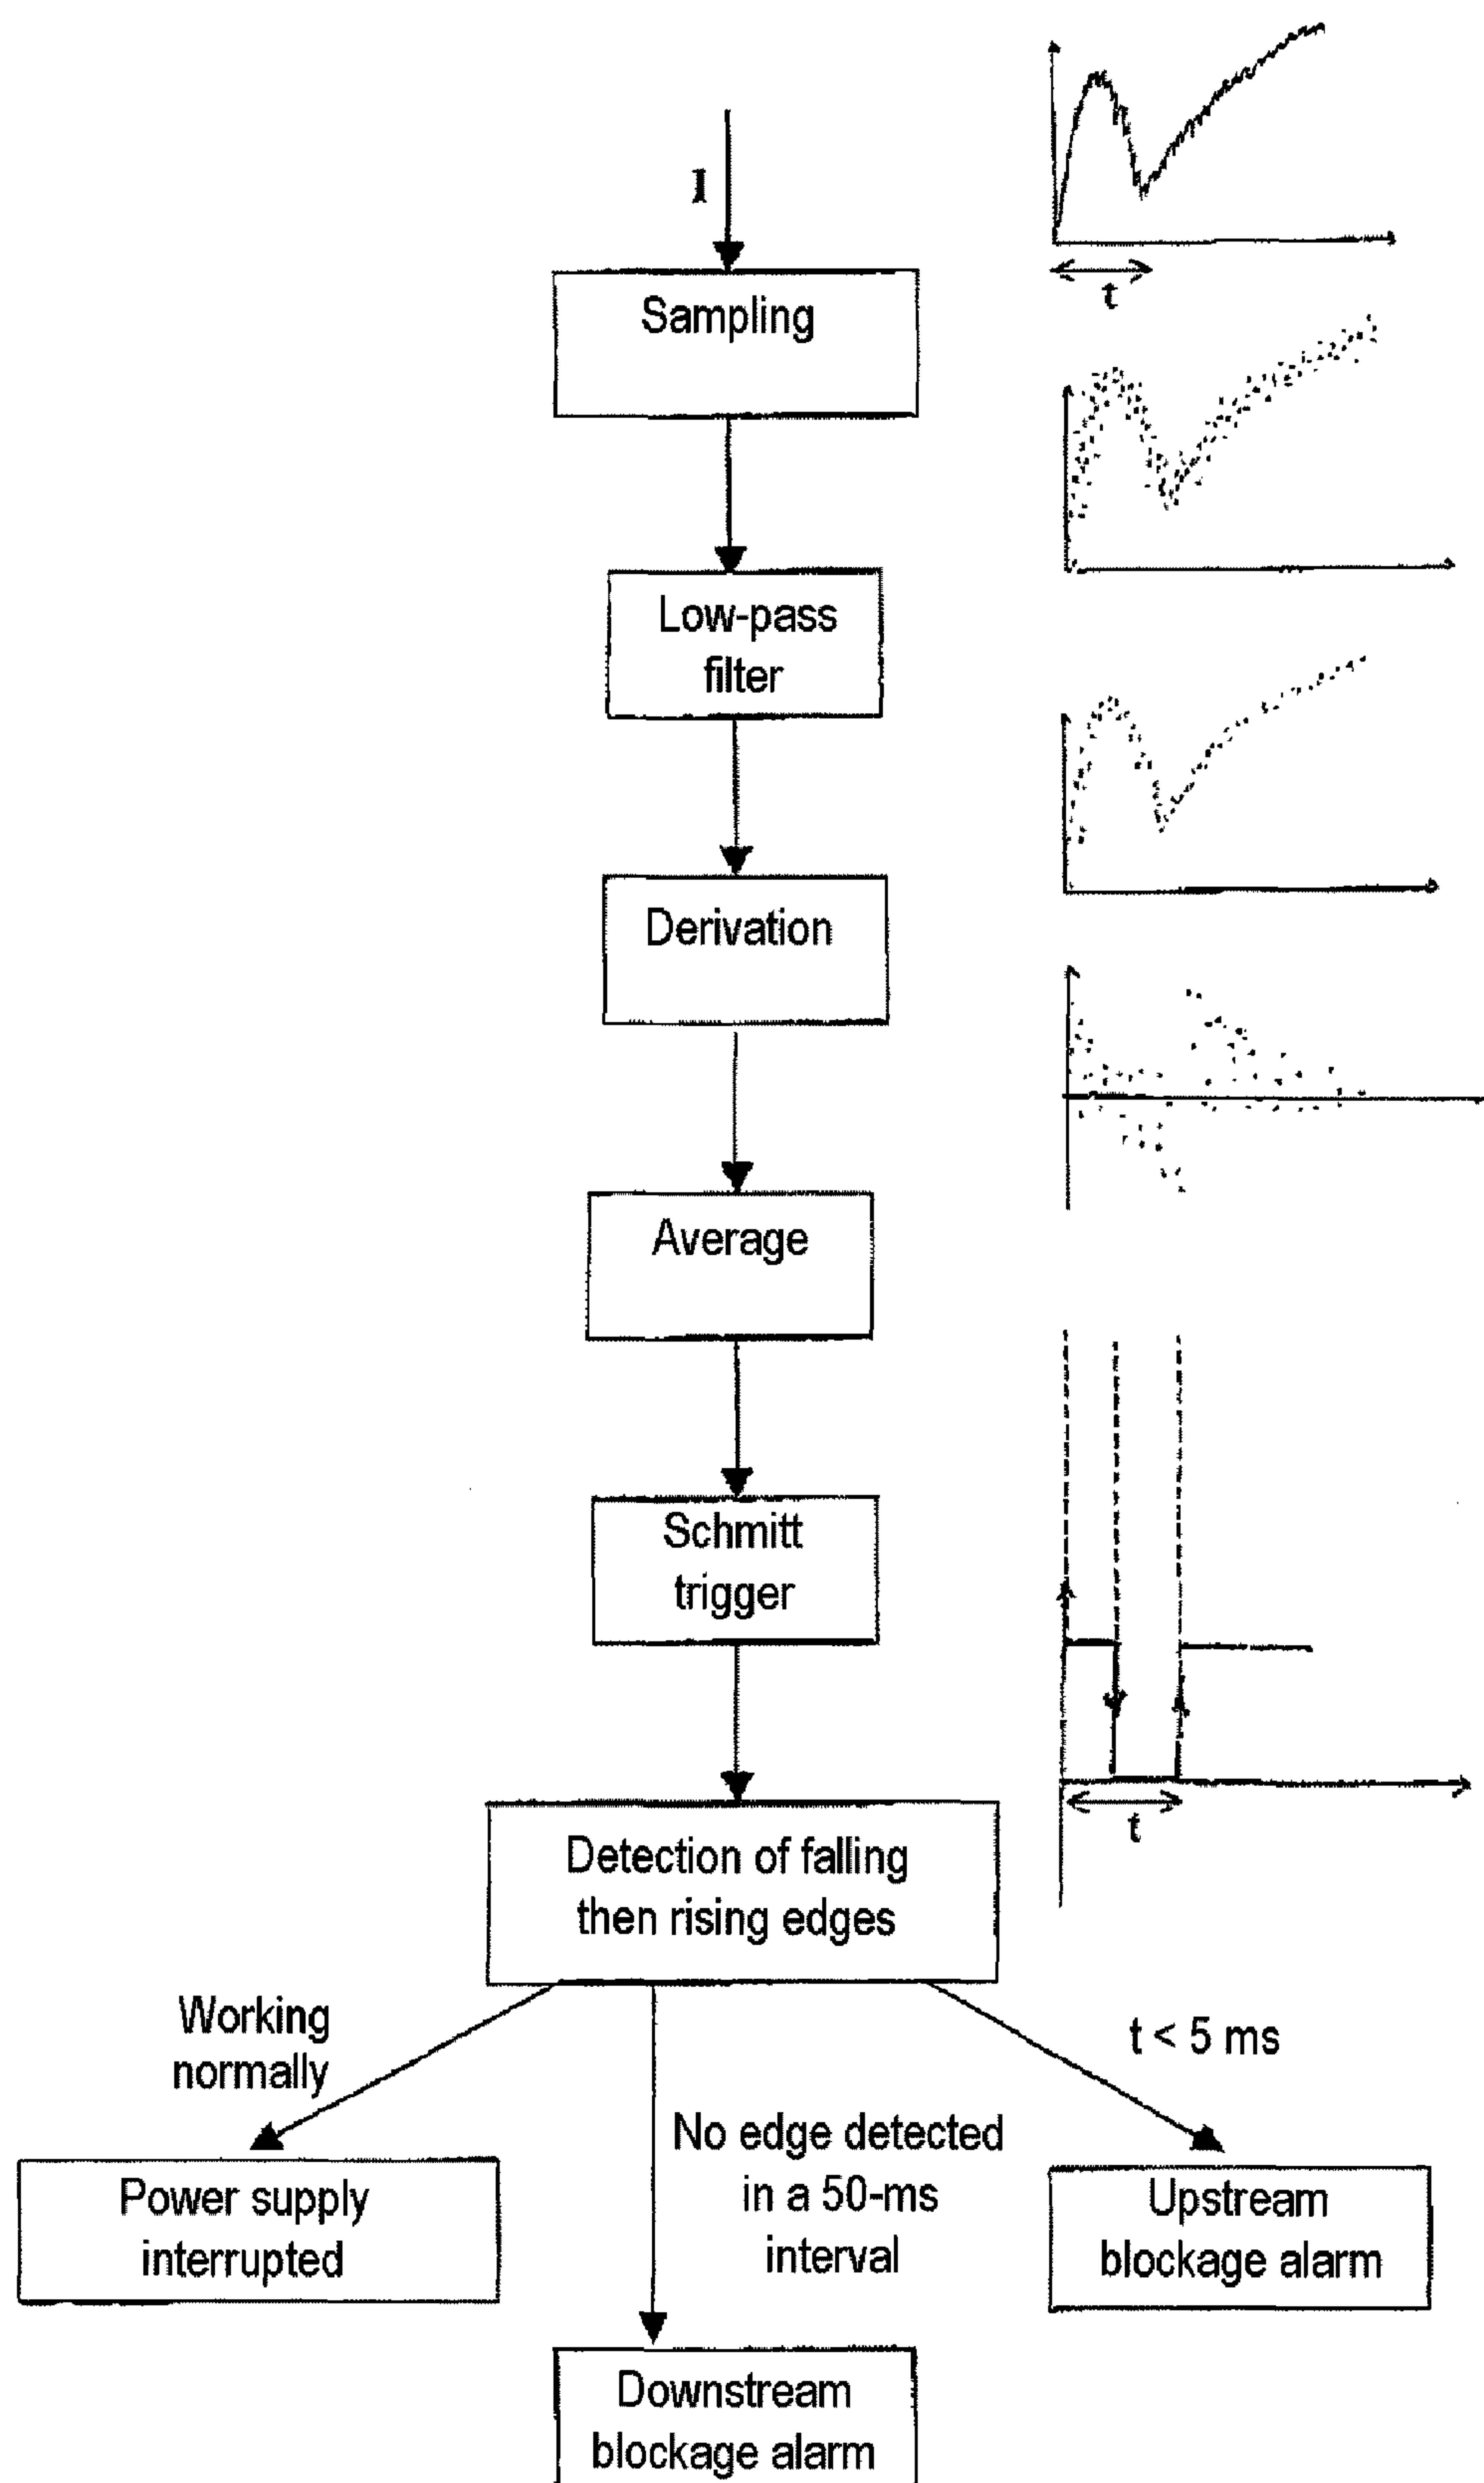 I
t
Sampling
Low-pass
filter
Derivation
Average
Schmitt
trigger
t
Detection of falling
then rising edges
Working
normally
t < 5 ms
No edge detected
in a 50-ms
interval
Power supply
interrupted
Upstream
blockage alarm
Downstream
blockage alarm